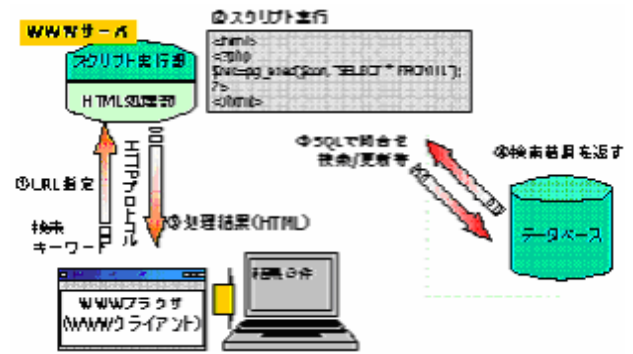 ②スクリプト実行
WWWサーバ
スクリプト実行部
HTML処理部
<html>
<?php
"SELECT * FROM
?>
</html>
①URL指定
HTTPプロトコル
検索
キーワード
③処理結果(HTML)
SQLで問合せ
検索/更新等
④検索結果を返す
データベース
WWWブラウザ
(WWWクライアント)